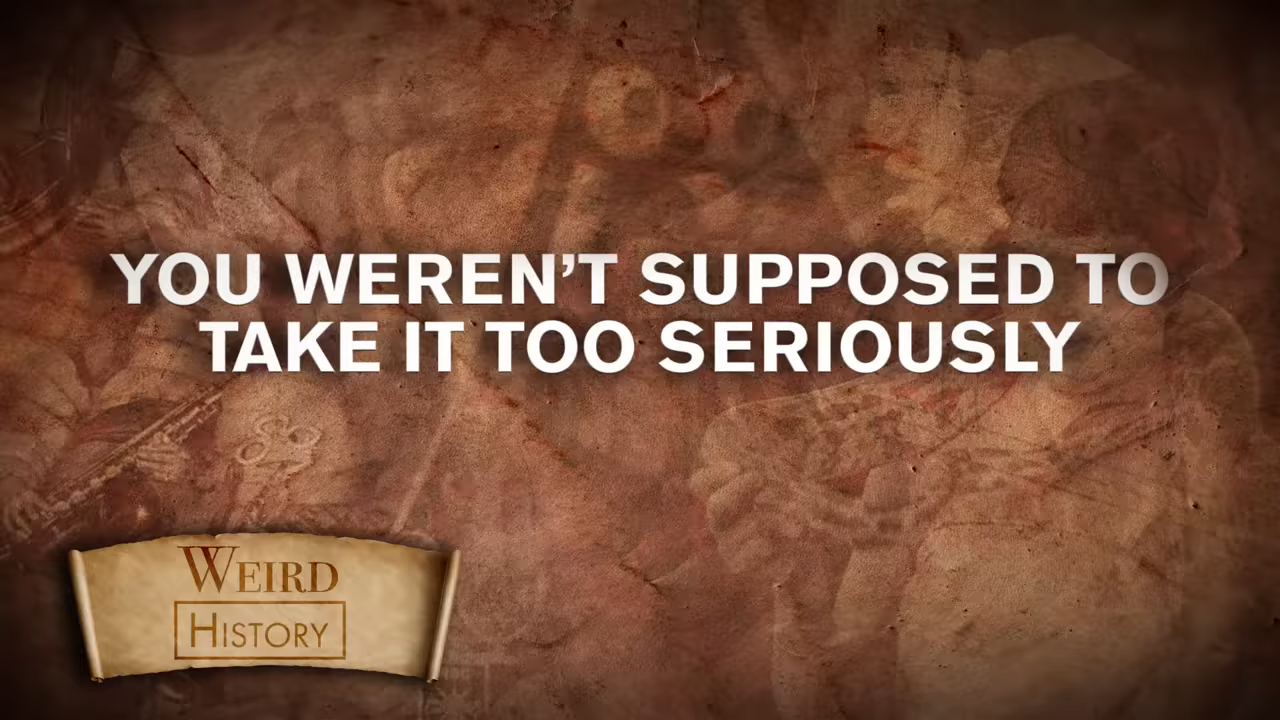 YOU WEREN’T SUPPOSED TO
TAKE IT TOO SERIOUSLY
WEIRD
HISTORY